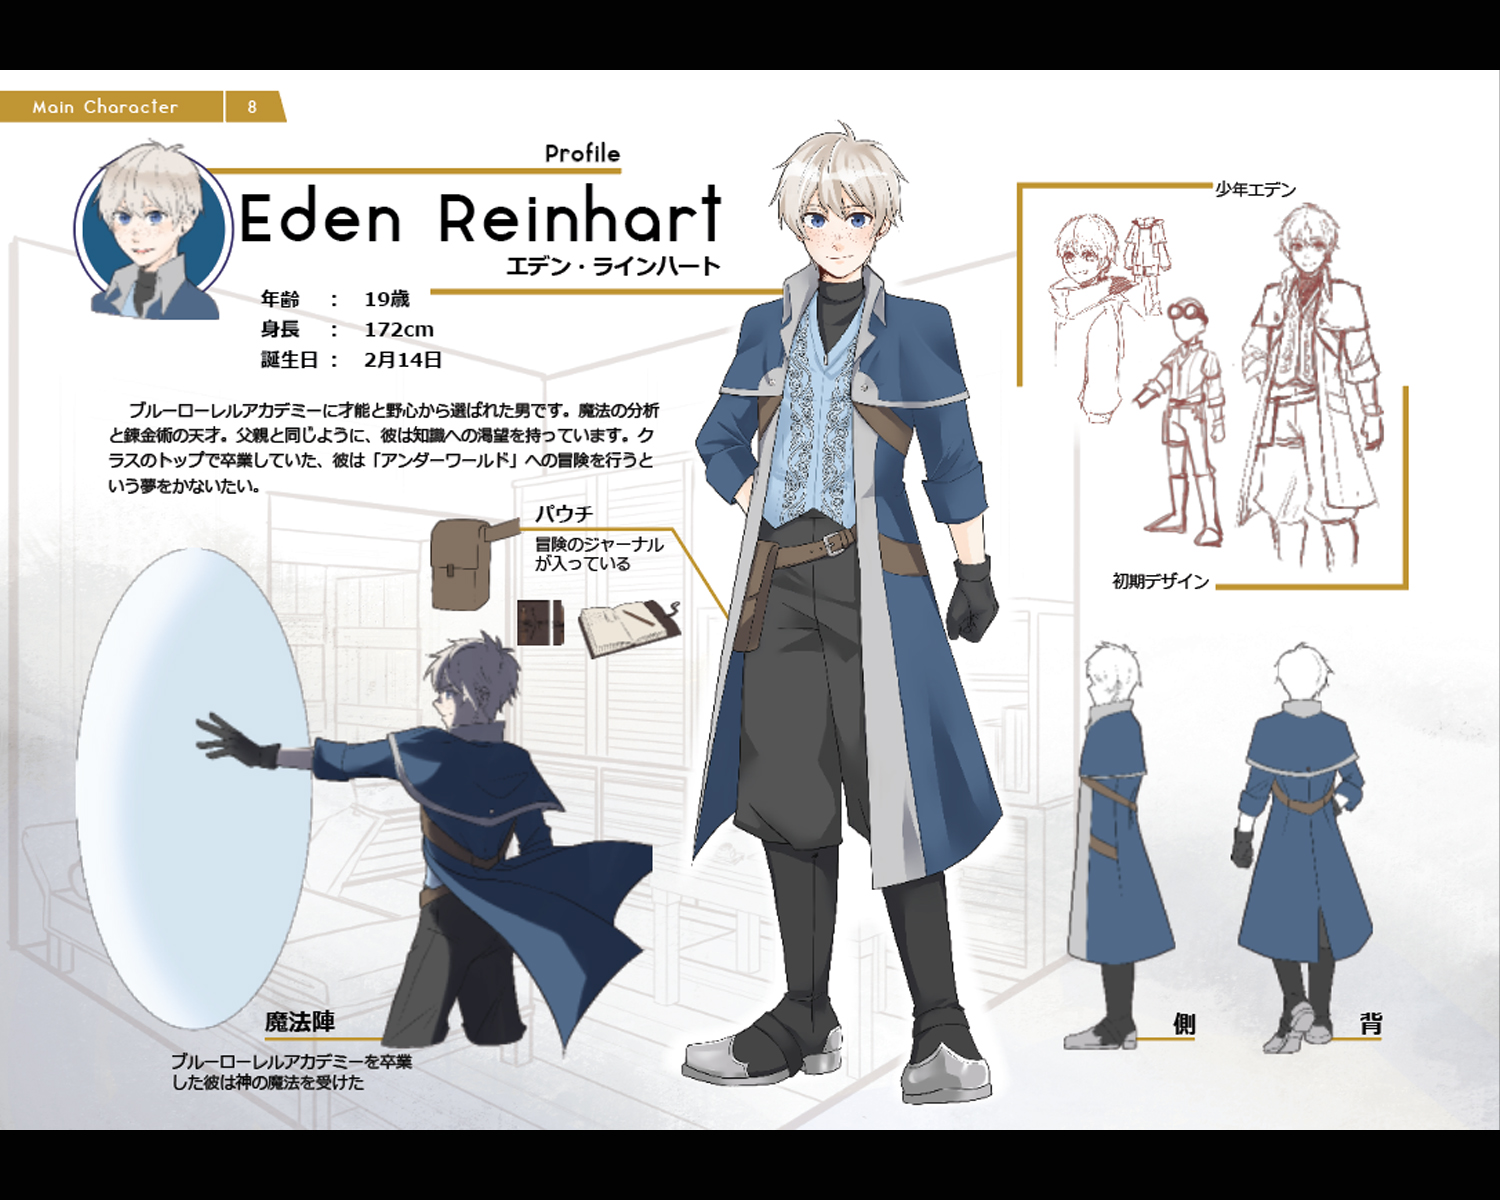 Main Character 8
Profile
Eden Reinhart
エデン・ラインハート
年齢 : 19歳
身長 : 172cm
誕生日 : 2月14日
ブルーローレルアカデミーに才能と野心から選ばれた男です。魔法の分析
と錬金術の天才。父親と同じように、彼は知識への渇望を持っています。ク
ラスのトップで卒業していた、彼は「アンダーワールド」への冒険を行うと
いう夢をかないたい。
パウチ
冒険のジャーナル
が入っている
魔法陣
ブルーローレルアカデミーを卒業
した彼は神の魔法を受けた
少年エデン
初期デザイン
側
背